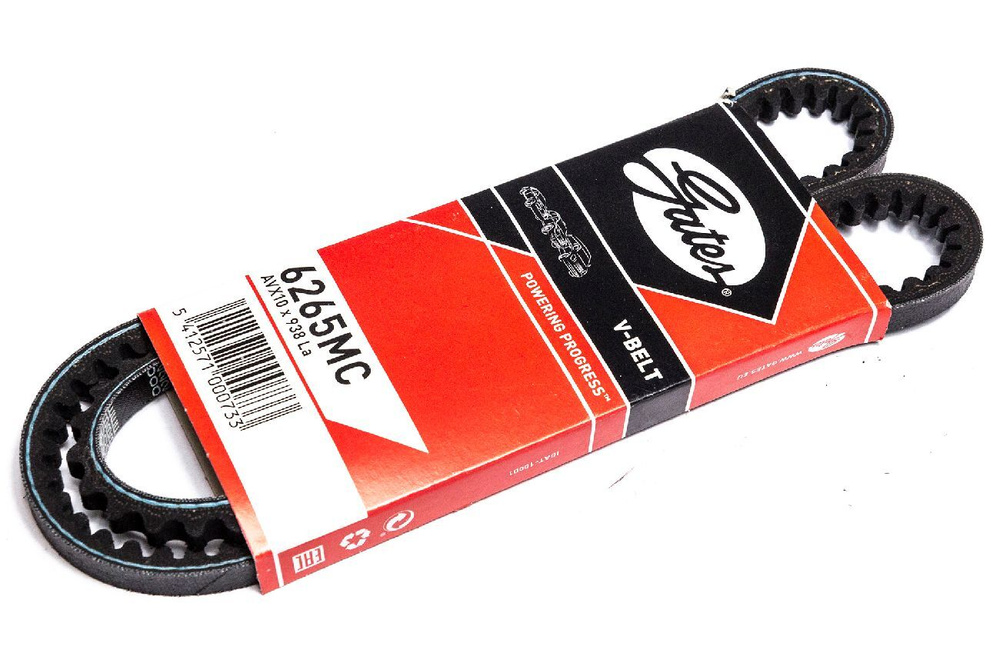 Gates®
V-BELT
POWERING PROGRESS™
6265MC
AVX10 x 938 La
5 412571 000733
WWW.GATES.EU
EAC